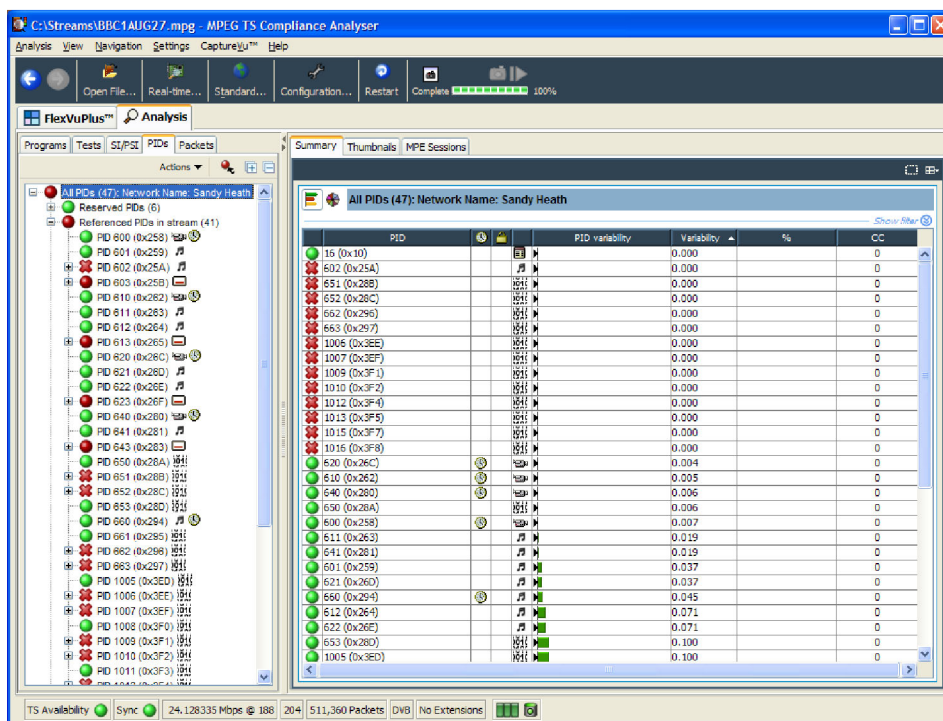 C:\Streams\BBC1AUG27.mpg - MPEG TS Compliance Analyser
Analysis View Navigation Settings CaptureVu™ Help
Open File... Real-time... Standard... Configuration... Restart Complete 100%
FlexVuPlus™ Analysis
Programs Tests SI/PSI PIDs Packets
Actions
All PIDs (47): Network Name: Sandy Heath
Reserved PIDs (6)
Referenced PIDs in stream (41)
PID 600 (0x258)
PID 601 (0x259)
PID 602 (0x25A)
PID 603 (0x25B)
PID 610 (0x262)
PID 611 (0x263)
PID 612 (0x264)
PID 613 (0x265)
PID 620 (0x26C)
PID 621 (0x26D)
PID 622 (0x26E)
PID 623 (0x26F)
PID 640 (0x280)
PID 641 (0x281)
PID 643 (0x283)
PID 650 (0x28A)
PID 651 (0x28B)
PID 652 (0x28C)
PID 653 (0x28D)
PID 660 (0x294)
PID 661 (0x295)
PID 662 (0x296)
PID 663 (0x297)
PID 1005 (0x3ED)
PID 1006 (0x3EE)
PID 1007 (0x3EF)
PID 1008 (0x3F0)
PID 1009 (0x3F1)
PID 1010 (0x3F2)
PID 1011 (0x3F3)
Summary Thumbnails MPE Sessions
All PIDs (47): Network Name: Sandy Heath
Show filter
PID PID variability Variability % CC
16 (0x10) 0.000 0
602 (0x25A) 0.000 0
651 (0x28B) 0.000 0
652 (0x28C) 0.000 0
662 (0x296) 0.000 0
663 (0x297) 0.000 0
1006 (0x3EE) 0.000 0
1007 (0x3EF) 0.000 0
1009 (0x3F1) 0.000 0
1010 (0x3F2) 0.000 0
1012 (0x3F4) 0.000 0
1013 (0x3F5) 0.000 0
1015 (0x3F7) 0.000 0
1016 (0x3F8) 0.000 0
620 (0x26C) 0.004 0
610 (0x262) 0.005 0
640 (0x280) 0.006 0
650 (0x28A) 0.006 0
600 (0x258) 0.007 0
611 (0x263) 0.019 0
641 (0x281) 0.019 0
601 (0x259) 0.037 0
621 (0x26D) 0.037 0
660 (0x294) 0.045 0
612 (0x264) 0.071 0
622 (0x26E) 0.071 0
653 (0x28D) 0.100 0
1005 (0x3ED) 0.100 0
TS Availability Sync 24.128335 Mbps @ 188 204 511,360 Packets DVB No Extensions